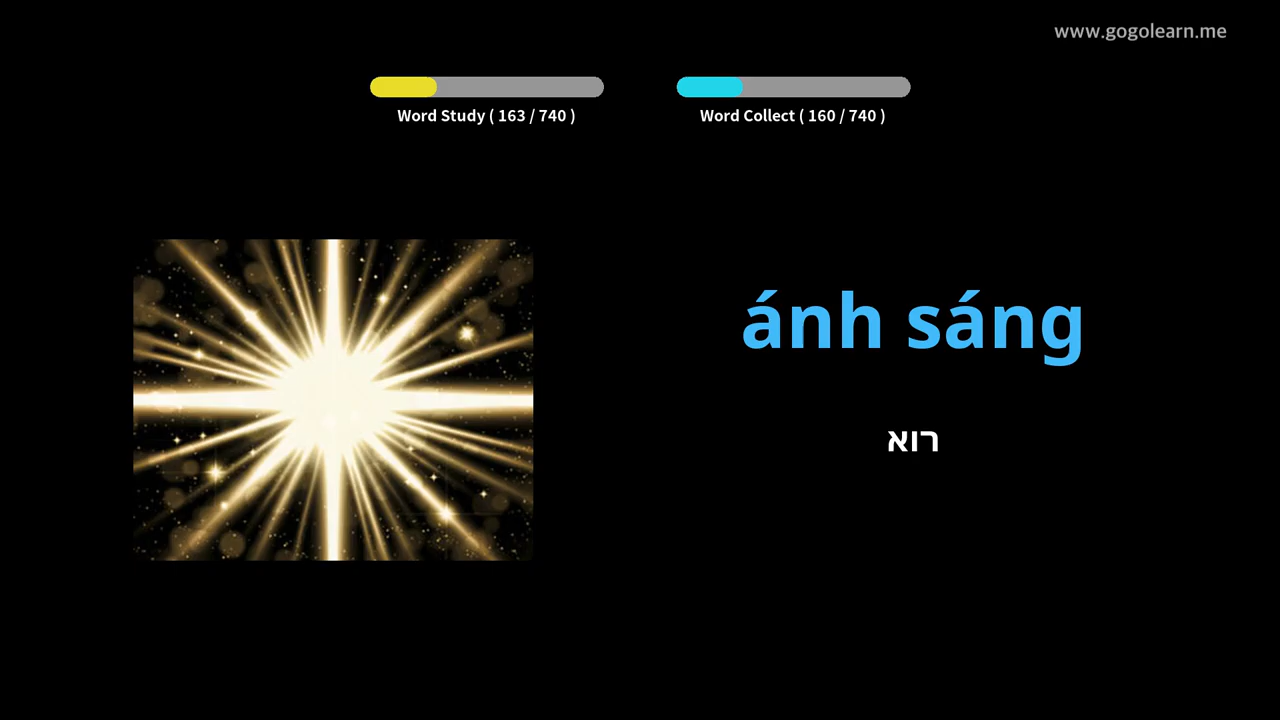 www.gogolearn.me
Word Study ( 163 / 740 )
Word Collect ( 160 / 740 )
ánh sáng
רוא